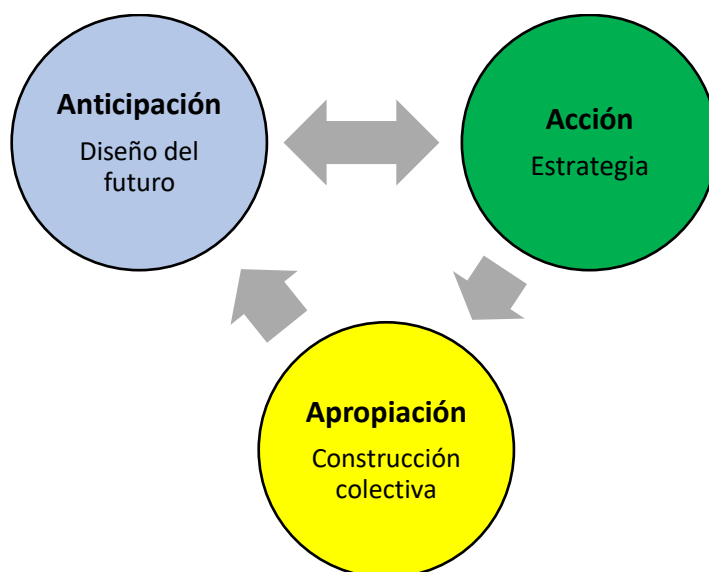 Anticipación
Diseño del
futuro
Acción
Estrategia
Apropiación
Construcción
colectiva